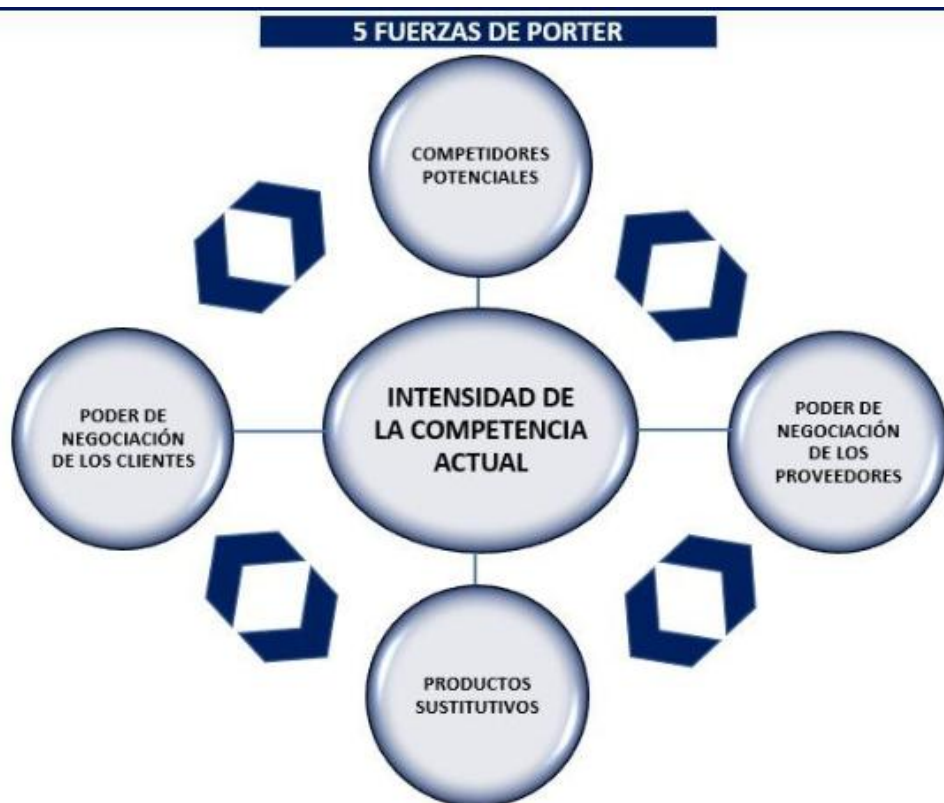 5 FUERZAS DE PORTER
COMPETIDORES
POTENCIALES
PODER DE
NEGOCIACIÓN
DE LOS CLIENTES
INTENSIDAD DE
LA COMPETENCIA
ACTUAL
PODER DE
NEGOCIACIÓN
DE LOS
PROVEEDORES
PRODUCTOS
SUSTITUTIVOS